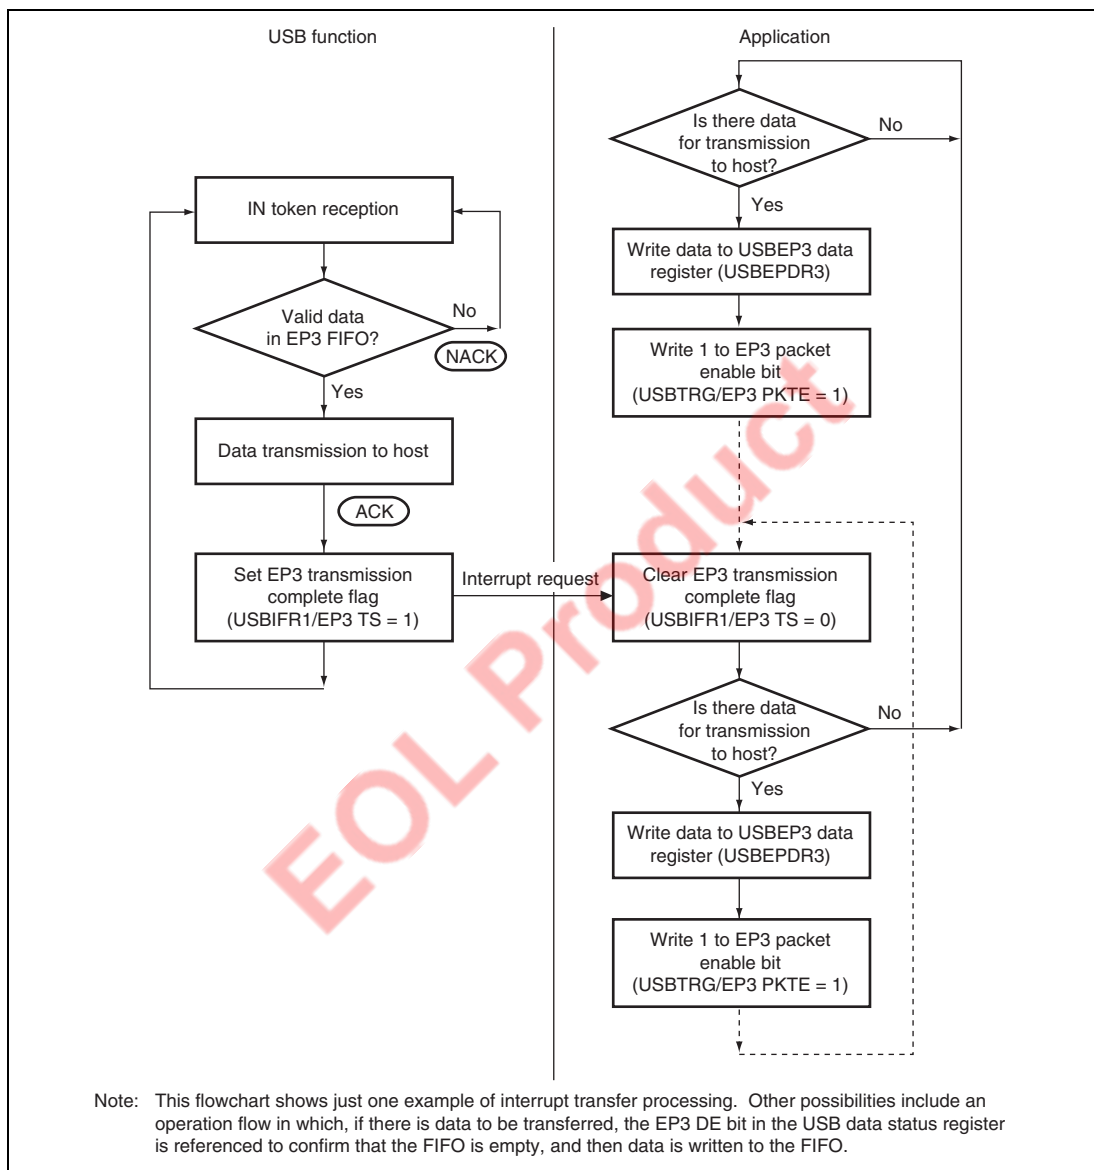 USB function
Application
IN token reception
Valid data
in EP3 FIFO?
No
NACK
Yes
Data transmission to host
ACK
Set EP3 transmission
complete flag
(USBIFR1/EP3 TS = 1)
Interrupt request
Is there data
for transmission
to host?
No
Yes
Write data to USBEP3 data
register (USBEPDR3)
Write 1 to EP3 packet
enable bit
(USBTRG/EP3 PKTE = 1)
Clear EP3 transmission
complete flag
(USBIFR1/EP3 TS = 0)
Is there data
for transmission
to host?
No
Yes
Write data to USBEP3 data
register (USBEPDR3)
Write 1 to EP3 packet
enable bit
(USBTRG/EP3 PKTE = 1)
EOL Product
Note: This flowchart shows just one example of interrupt transfer processing. Other possibilities include an
operation flow in which, if there is data to be transferred, the EP3 DE bit in the USB data status register
is referenced to confirm that the FIFO is empty, and then data is written to the FIFO.